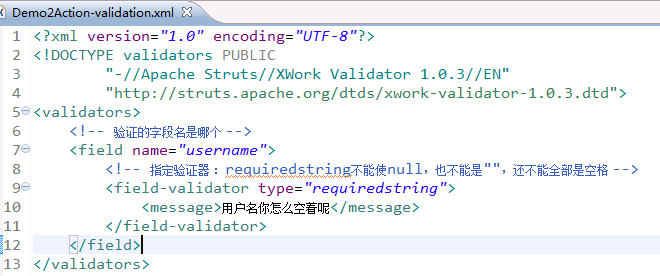 Demo2Action-validation.xml
1 <?xml version="1.0" encoding="UTF-8"?>
2 <!DOCTYPE validators PUBLIC
3 "-//Apache Struts//XWork Validator 1.0.3//EN"
4 "http://struts.apache.org/dtds/xwork-validator-1.0.3.dtd">
5 <validators>
6 <!-- 验证的字段名是哪个 -->
7 <field name="username">
8 <!-- 指定验证器：requiredstring不能使null，也不能是""，还不能全部是空格 -->
9 <field-validator type="requiredstring">
10 <message>用户名你怎么空着呢</message>
11 </field-validator>
12 </field>
13 </validators>